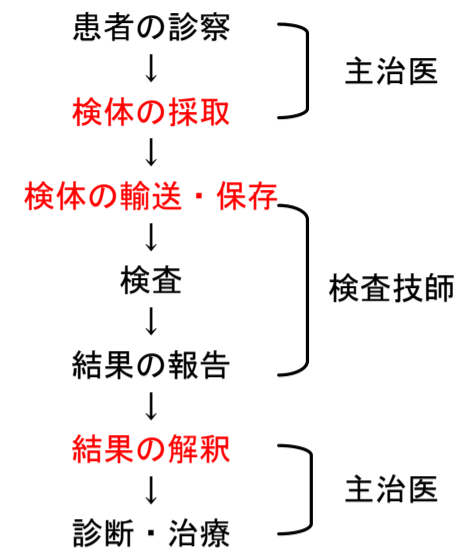 患者の診察
↓
主治医
検体の採取
↓
検体の輸送・保存
↓
検査
検査技師
↓
結果の報告
↓
結果の解釈
↓
主治医
診断・治療